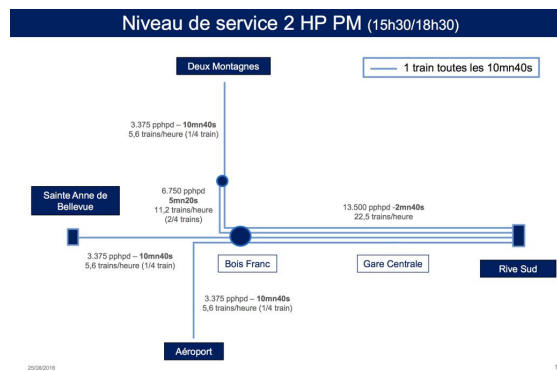 Niveau de service 2 HP PM (15h30/18h30)
Deux Montagnes
1 train toutes les 10mn40s
3.375 pphpd – 10mn40s
5,6 trains/heure (1/4 train)
6.750 pphpd
5mn20s
11,2 trains/heure
(2/4 trains)
13.500 pphpd -2mn40s
22,5 trains/heure
Sainte Anne de
Bellevue
3.375 pphpd – 10mn40s
5,6 trains/heure (1/4 train)
Bois Franc
Gare Centrale
Rive Sud
3.375 pphpd – 10mn40s
5,6 trains/heure (1/4 train)
Aéroport